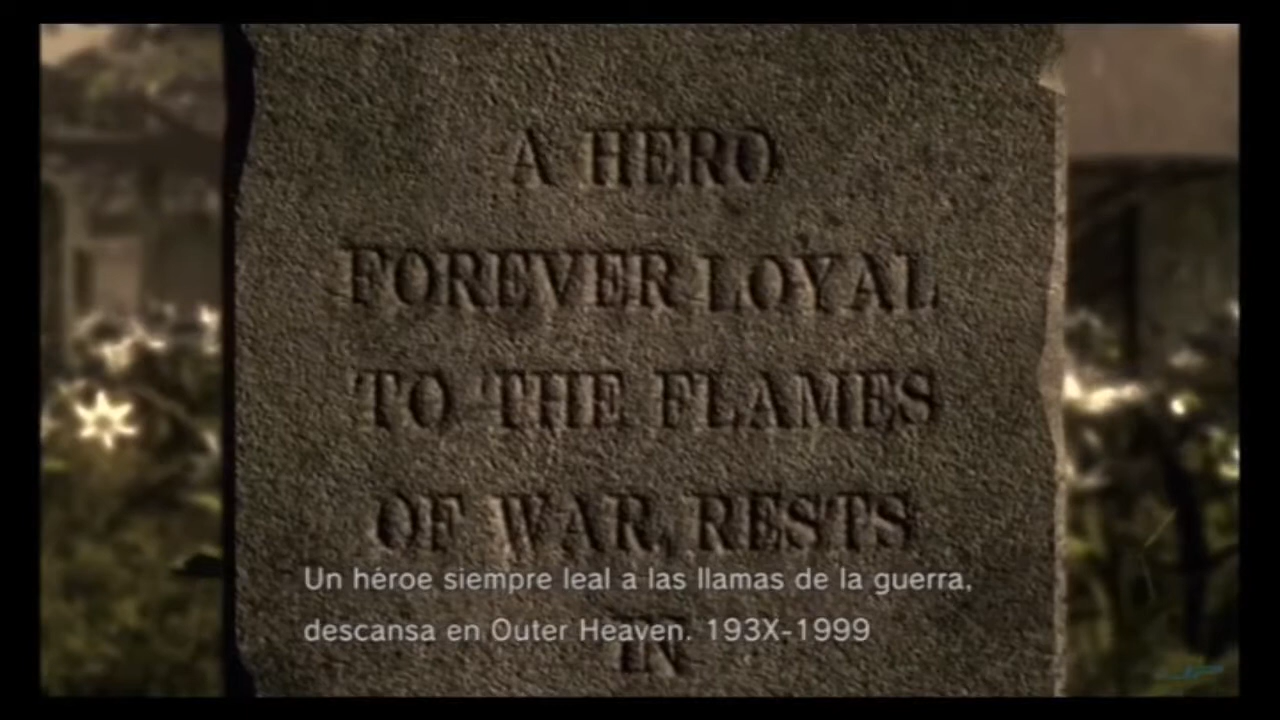 A HERO
FOREVER LOYAL
TO THE FLAMES
OF WAR, RESTS
Un héroe siempre leal a las llamas de la guerra,
descansa en Outer Heaven. 193X-1999
IN